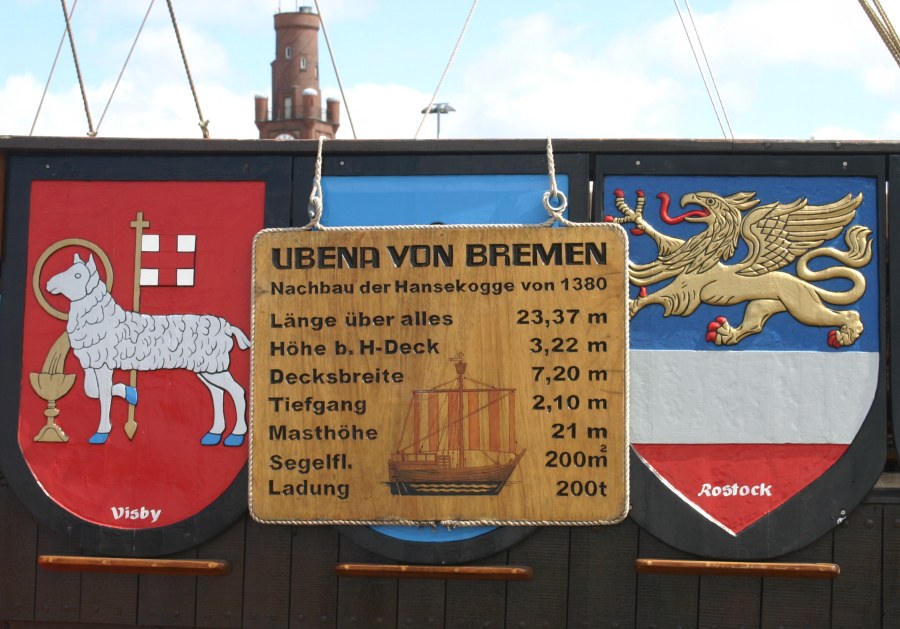 UBENA VON BREMEN
Nachbau der Hansekogge von 1380
Länge über alles 23,37 m
Höhe b. H-Deck 3,22 m
Decksbreite 7,20 m
Tiefgang 2,10 m
Masthöhe 21 m
Segelfl. 200m²
Ladung 200t
Visby
Rostock